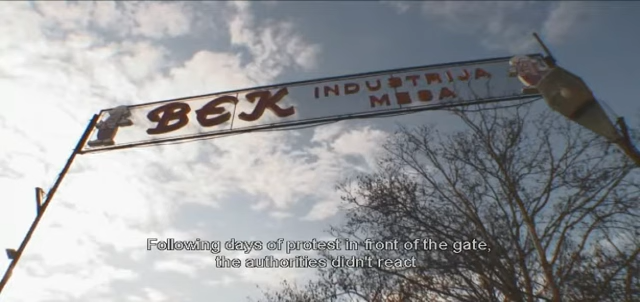 BEK INDUSTRIJA
MESA
Following days of protest in front of the gate,
the authorities didn't react